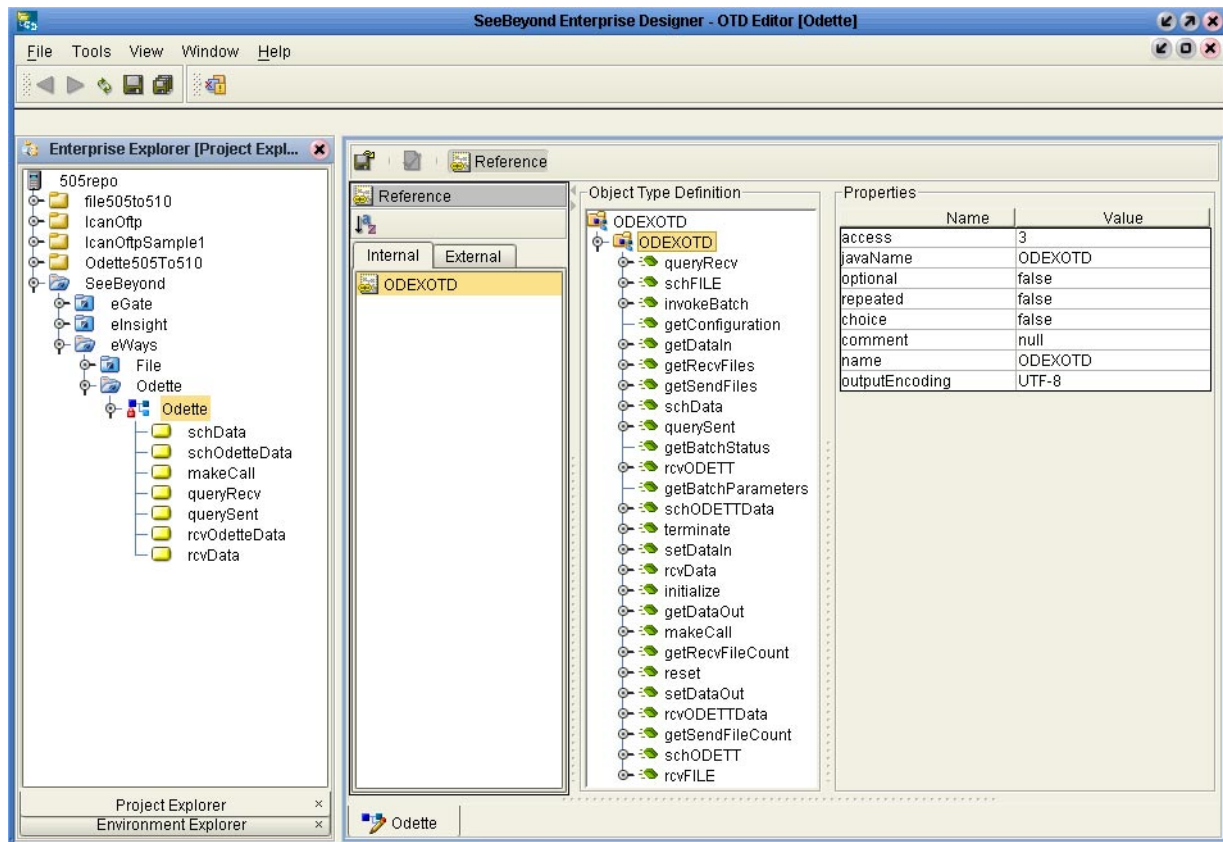 SeeBeyond Enterprise Designer - OTD Editor [Odette]
File Tools View Window Help
Enterprise Explorer [Project Expl...
505repo
file505to510
IcanOftp
IcanOftpSample1
Odette505To510
SeeBeyond
eGate
eInsight
eWays
File
Odette
Odette
schData
schOdetteData
makeCall
queryRecv
querySent
rcvOdetteData
rcvData
Project Explorer
Environment Explorer
Reference
Reference
Internal External
ODEXOTD
Object Type Definition
ODEXOTD
ODEXOTD
queryRecv
schFILE
invokeBatch
getConfiguration
getDataIn
getRecvFiles
getSendFiles
schData
querySent
getBatchStatus
rcvODETT
getBatchParameters
schODETTData
terminate
setDataIn
rcvData
initialize
getDataOut
makeCall
getRecvFileCount
reset
setDataOut
rcvODETTData
getSendFileCount
schODETT
rcvFILE
Properties
Name Value
access 3
javaName ODEXOTD
optional false
repeated false
choice false
comment null
name ODEXOTD
outputEncoding UTF-8
Odette